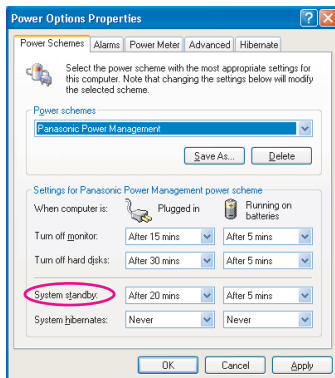 Power Options Properties
Power Schemes Alarms Power Meter Advanced Hibernate
Select the power scheme with the most appropriate settings for
this computer. Note that changing the settings below will modify
the selected scheme.
Power schemes
Panasonic Power Management
Save As... Delete
Settings for Panasonic Power Management power scheme
When computer is: Plugged in Running on
batteries
Turn off monitor: After 15 mins After 5 mins
Turn off hard disks: After 30 mins After 5 mins
System standby: After 20 mins After 5 mins
System hibernates: Never Never
OK Cancel Apply